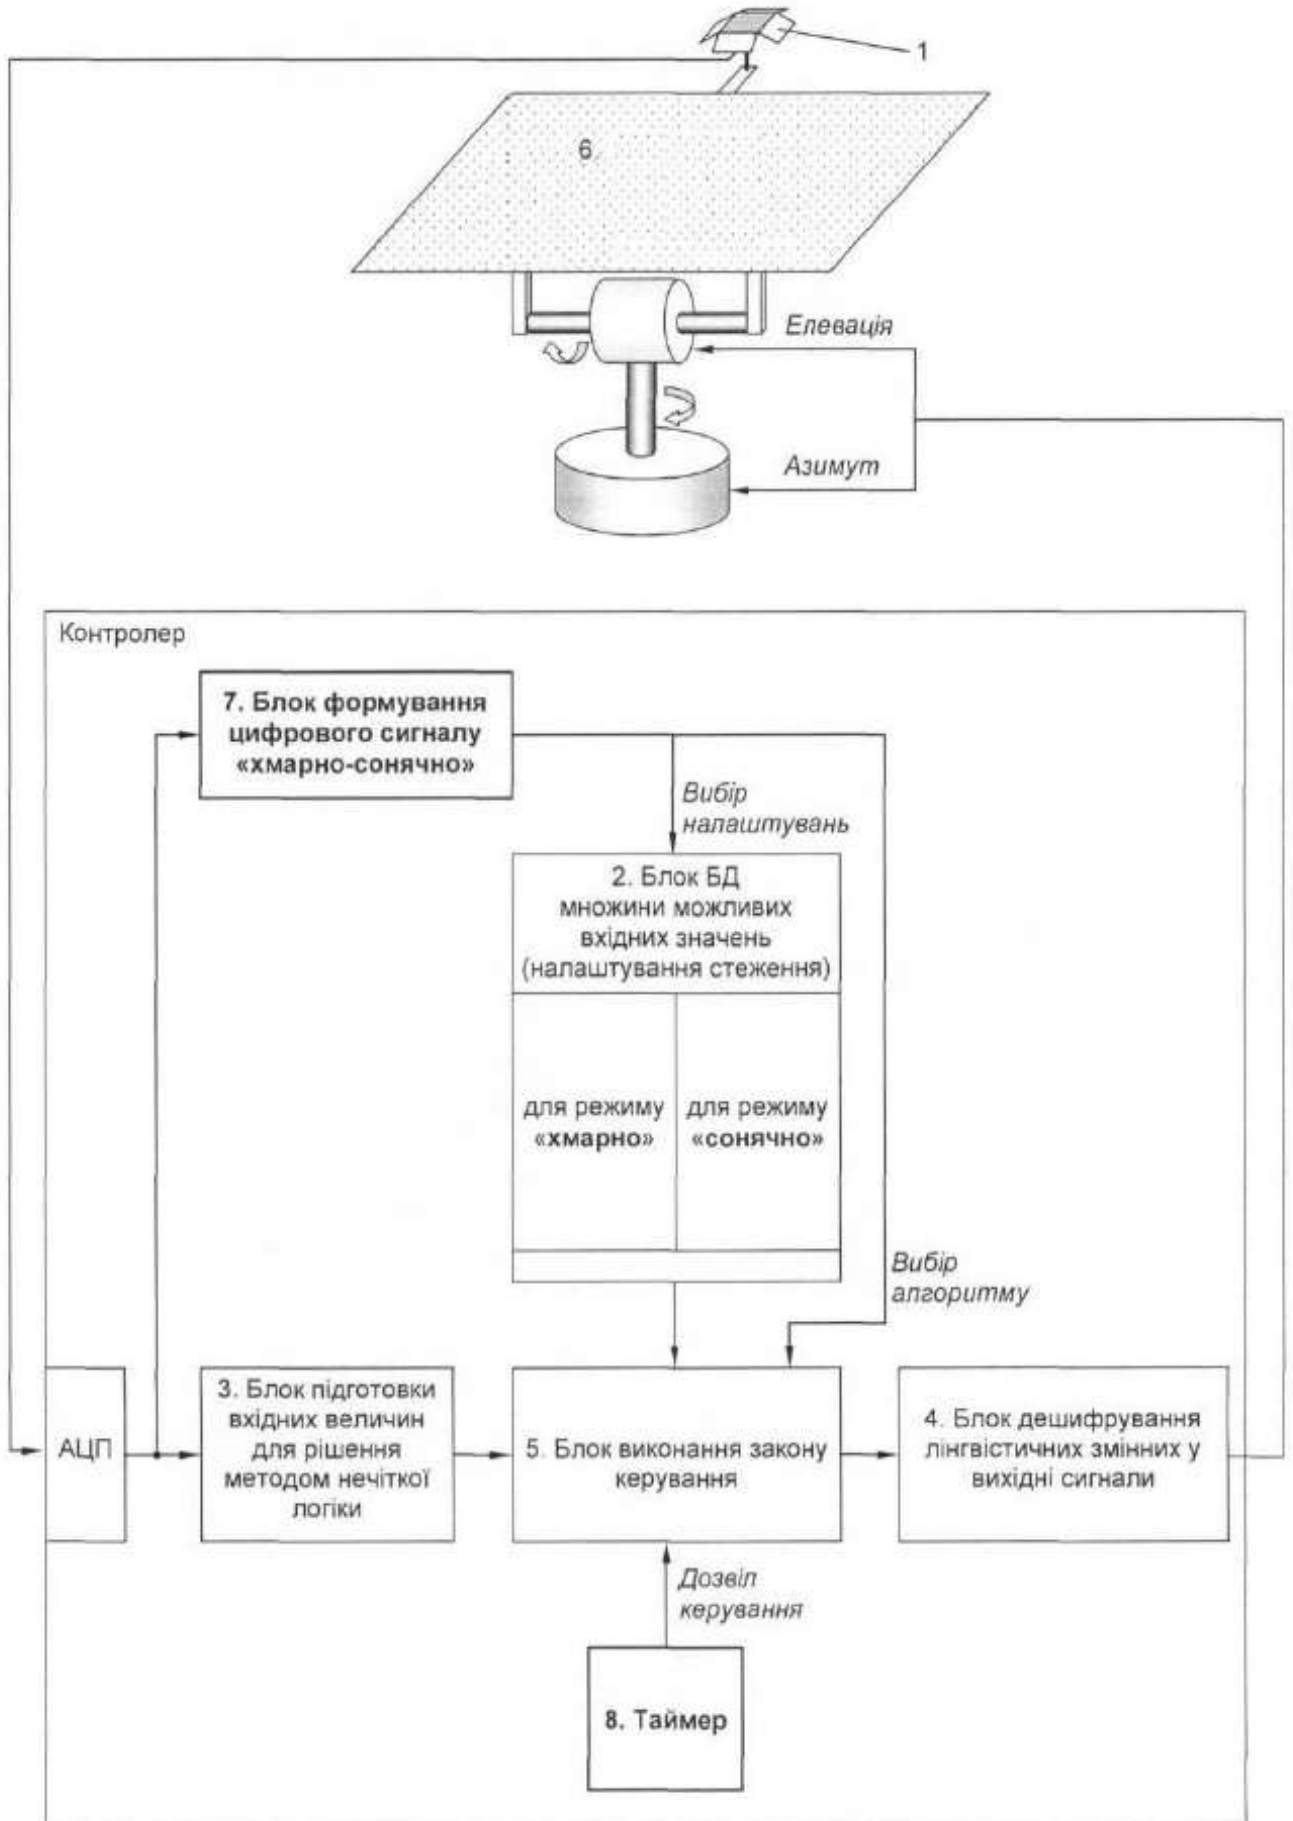 1
6
Елевація
Азимут
Контролер
7. Блок формування
цифрового сигналу
«хмарно-сонячно»
Вибір
налаштувань
2. Блок БД
множини можливих
вхідних значень
(налаштування стеження)
для режиму
«хмарно»
для режиму
«сонячно»
Вибір
алгоритму
АЦП
3. Блок підготовки
вхідних величин
для рішення
методом нечіткої
логіки
5. Блок виконання закону
керування
4. Блок дешифрування
лінгвістичних змінних у
вихідні сигнали
Дозвіл
керування
8. Таймер